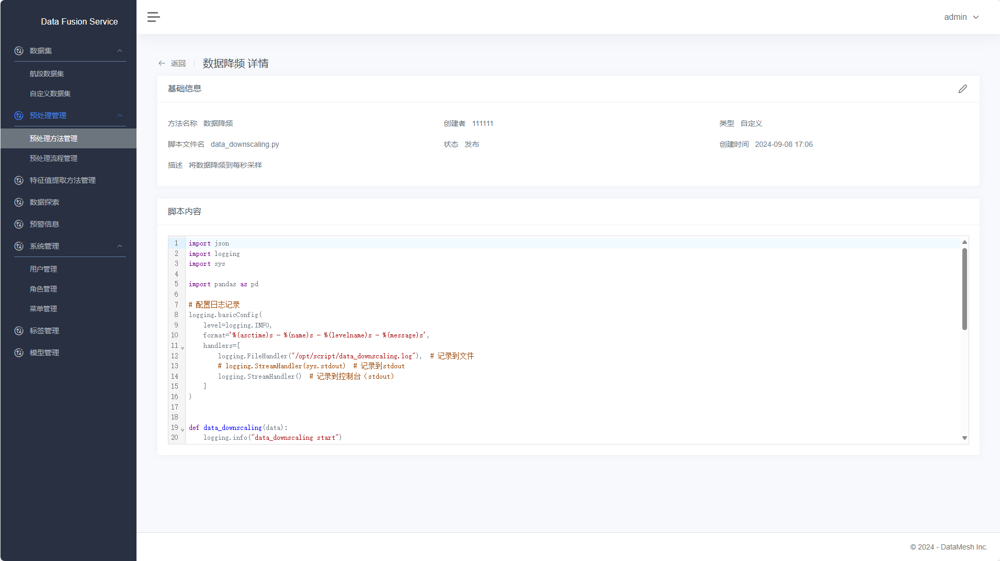 Data Fusion Service
数据集
航段数据集
自定义数据集
预处理管理
预处理方法管理
预处理流程管理
特征值提取方法管理
数据探索
预警信息
系统管理
用户管理
角色管理
菜单管理
标签管理
模型管理
admin
返回 数据降频 详情
基础信息
方法名称 数据降频 创建者 111111 类型 自定义
脚本文件名 data_downscaling.py 状态 发布 创建时间 2024-09-08 17:06
描述 将数据降频到每秒采样
脚本内容
1 import json
2 import logging
3 import sys
4
5 import pandas as pd
6
7 # 配置日志记录
8 logging.basicConfig(
9 level=logging.INFO,
10 format='%(asctime)s - %(name)s - %(levelname)s - %(message)s',
11 handlers=[
12 logging.FileHandler("/opt/script/data_downscaling.log"), # 记录到文件
13 # logging.StreamHandler(sys.stdout) # 记录到stdout
14 logging.StreamHandler() # 记录到控制台（stdout）
15 ]
16 )
17
18
19 def data_downscaling(data):
20 logging.info("data_downscaling start")
© 2024 - DataMesh Inc.